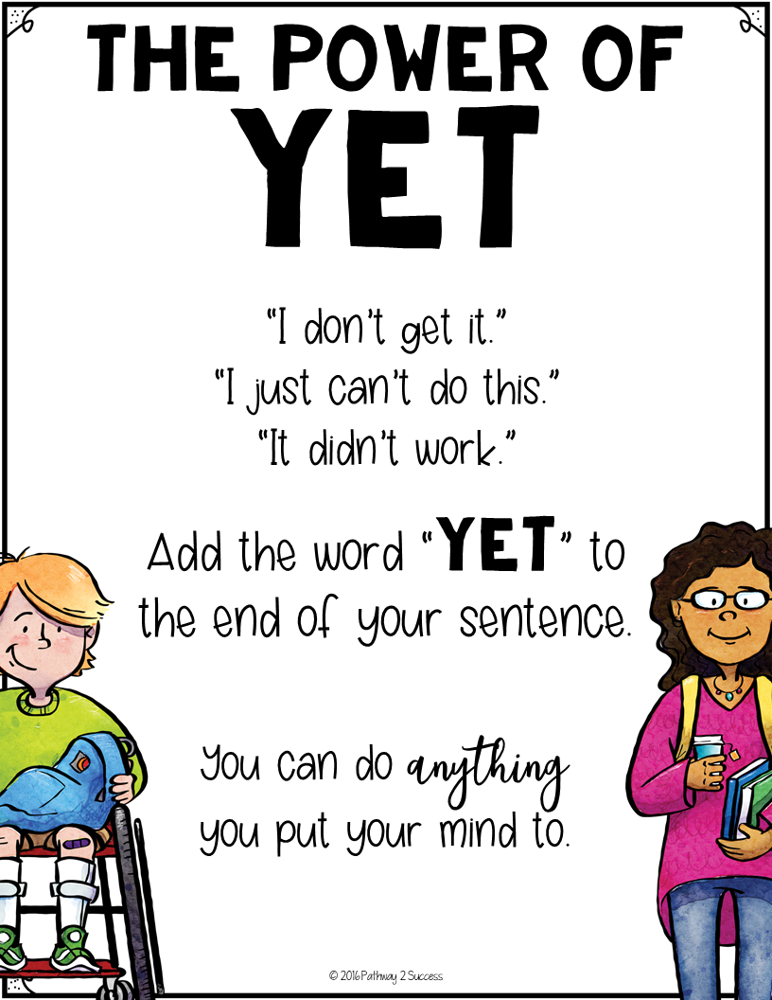 THE POWER OF
YET
“I don’t get it.”
“I just can’t do this.”
“It didn’t work.”
Add the word “YET” to
the end of your sentence.
You can do anything
you put your mind to.
© 2016 Pathway 2 Success